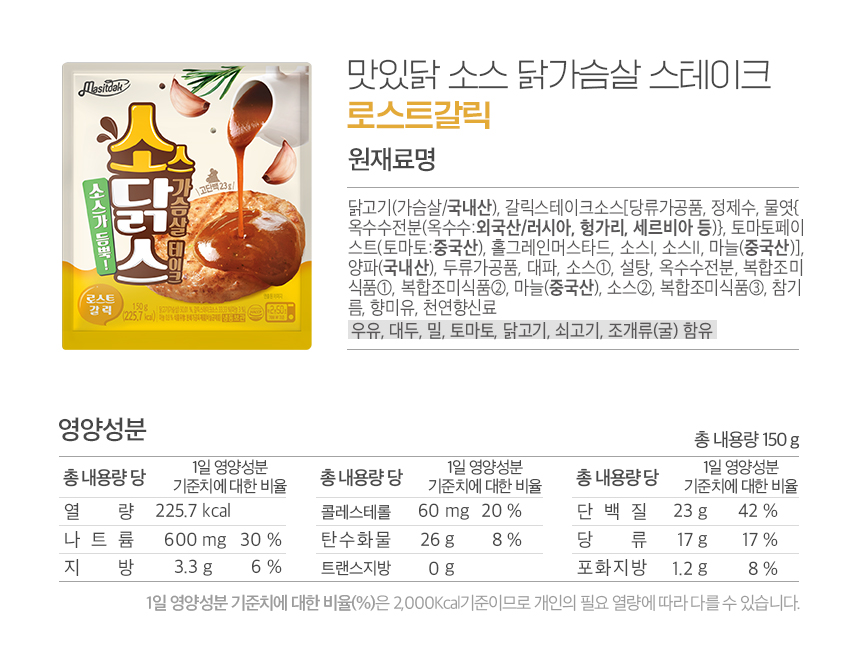 맛있닭 소스 닭가슴살 스테이크
로스트갈릭
원재료명
닭고기(가슴살/국내산), 갈릭스테이크소스[당류가공품, 정제수, 물엿{
옥수수전분(옥수수:외국산/러시아, 헝가리, 세르비아 등)}, 토마토페이
스트(토마토:중국산), 홀그레인머스타드, 소스I, 소스II, 마늘(중국산)],
양파(국내산), 두류가공품, 대파, 소스①, 설탕, 옥수수전분, 복합조미
식품①, 복합조미식품②, 마늘(중국산), 소스②, 복합조미식품③, 참기
름, 향미유, 천연향신료
우유, 대두, 밀, 토마토, 닭고기, 쇠고기, 조개류(굴) 함유
Masitdak
소스
닭가슴살
스테이크
고단백 23g
소스가 듬뿍!
로스트
갈릭
150g
(225.7 kcal)
영양성분
총 내용량 150 g
총 내용량 당 1일 영양성분 기준치에 대한 비율
열 량 225.7 kcal
나 트 륨 600 mg 30 %
지 방 3.3 g 6 %
총 내용량 당 1일 영양성분 기준치에 대한 비율
콜레스테롤 60 mg 20 %
탄수화물 26 g 8 %
트랜스지방 0 g
총 내용량 당 1일 영양성분 기준치에 대한 비율
단 백 질 23 g 42 %
당 류 17 g 17 %
포화지방 1.2 g 8 %
1일 영양성분 기준치에 대한 비율(%)은 2,000Kcal기준이므로 개인의 필요 열량에 따라 다를 수 있습니다.